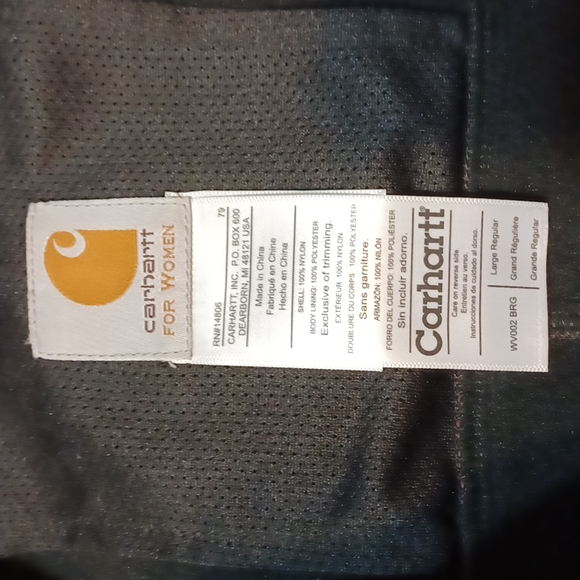 carhartt
FOR WOMEN
RN#14806 79
CARHARTT, INC. P.O. BOX 600
DEARBORN, MI 48121 USA
Made in China
Fabriqué en Chine
Hecho en China
SHELL: 100% NYLON
BODY LINING: 100% POLYESTER
Exclusive of trimming.
EXTÉRIEUR: 100% NYLON
DOUBLURE DU CORPS: 100% POLYESTER
Sans garniture.
ARMAZÓN: 100% NILÓN
FORRO DEL CUERPO: 100% POLIÉSTER
Sin incluir adorno.
Carhartt
Care on reverse side.
Entretien au verso.
Instrucciones de cuidado al dorso.
WV002 BRG
Large Regular
Grand Régulière
Grande Regular